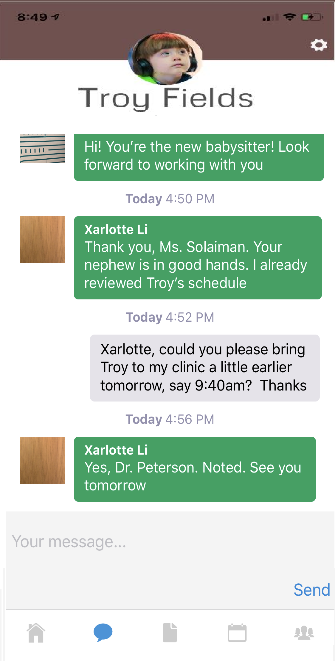 8:49
Troy Fields
Hi! You're the new babysitter! Look
forward to working with you
Today 4:50 PM
Xarlotte Li
Thank you, Ms. Solaiman. Your
nephew is in good hands. I already
reviewed Troy's schedule
Today 4:52 PM
Xarlotte, could you please bring
Troy to my clinic a little earlier
tomorrow, say 9:40am?  Thanks
Today 4:56 PM
Xarlotte Li
Yes, Dr. Peterson. Noted. See you
tomorrow
Your message...
Send